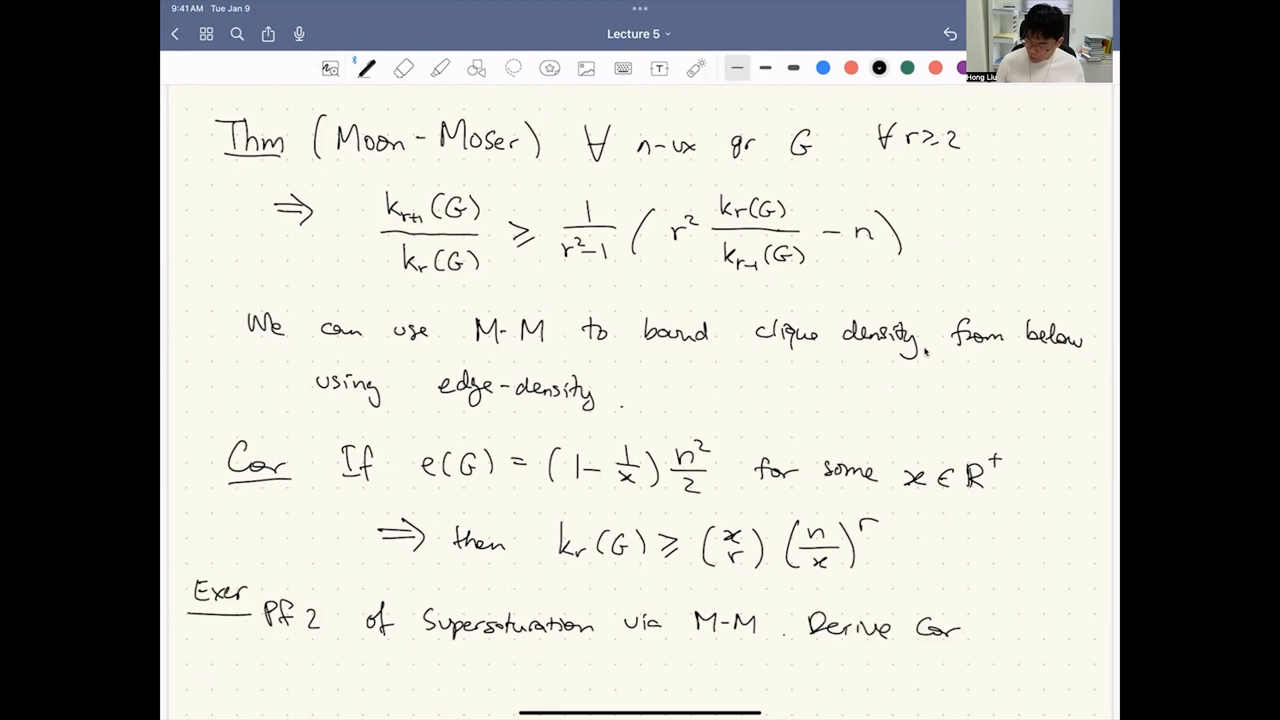 9:41 AM Tue Jan 9
Lecture 5
Hong Liu
Thm (Moon-Moser) ∀ n-vx gr G ∀ r≥2
⇒ k_{r+1}(G) / k_r(G) ≥ 1/(r²-1) ( r² k_r(G)/k_{r-1}(G) - n )
We can use M-M to bound clique density from below
using edge-density.
Cor If e(G) = (1 - 1/x) n²/2 for some x ∈ R⁺
⇒ then k_r(G) ≥ (x r) (n/x)^r
Exer
Pf 2 of Supersaturation via M-M. Derive Cor